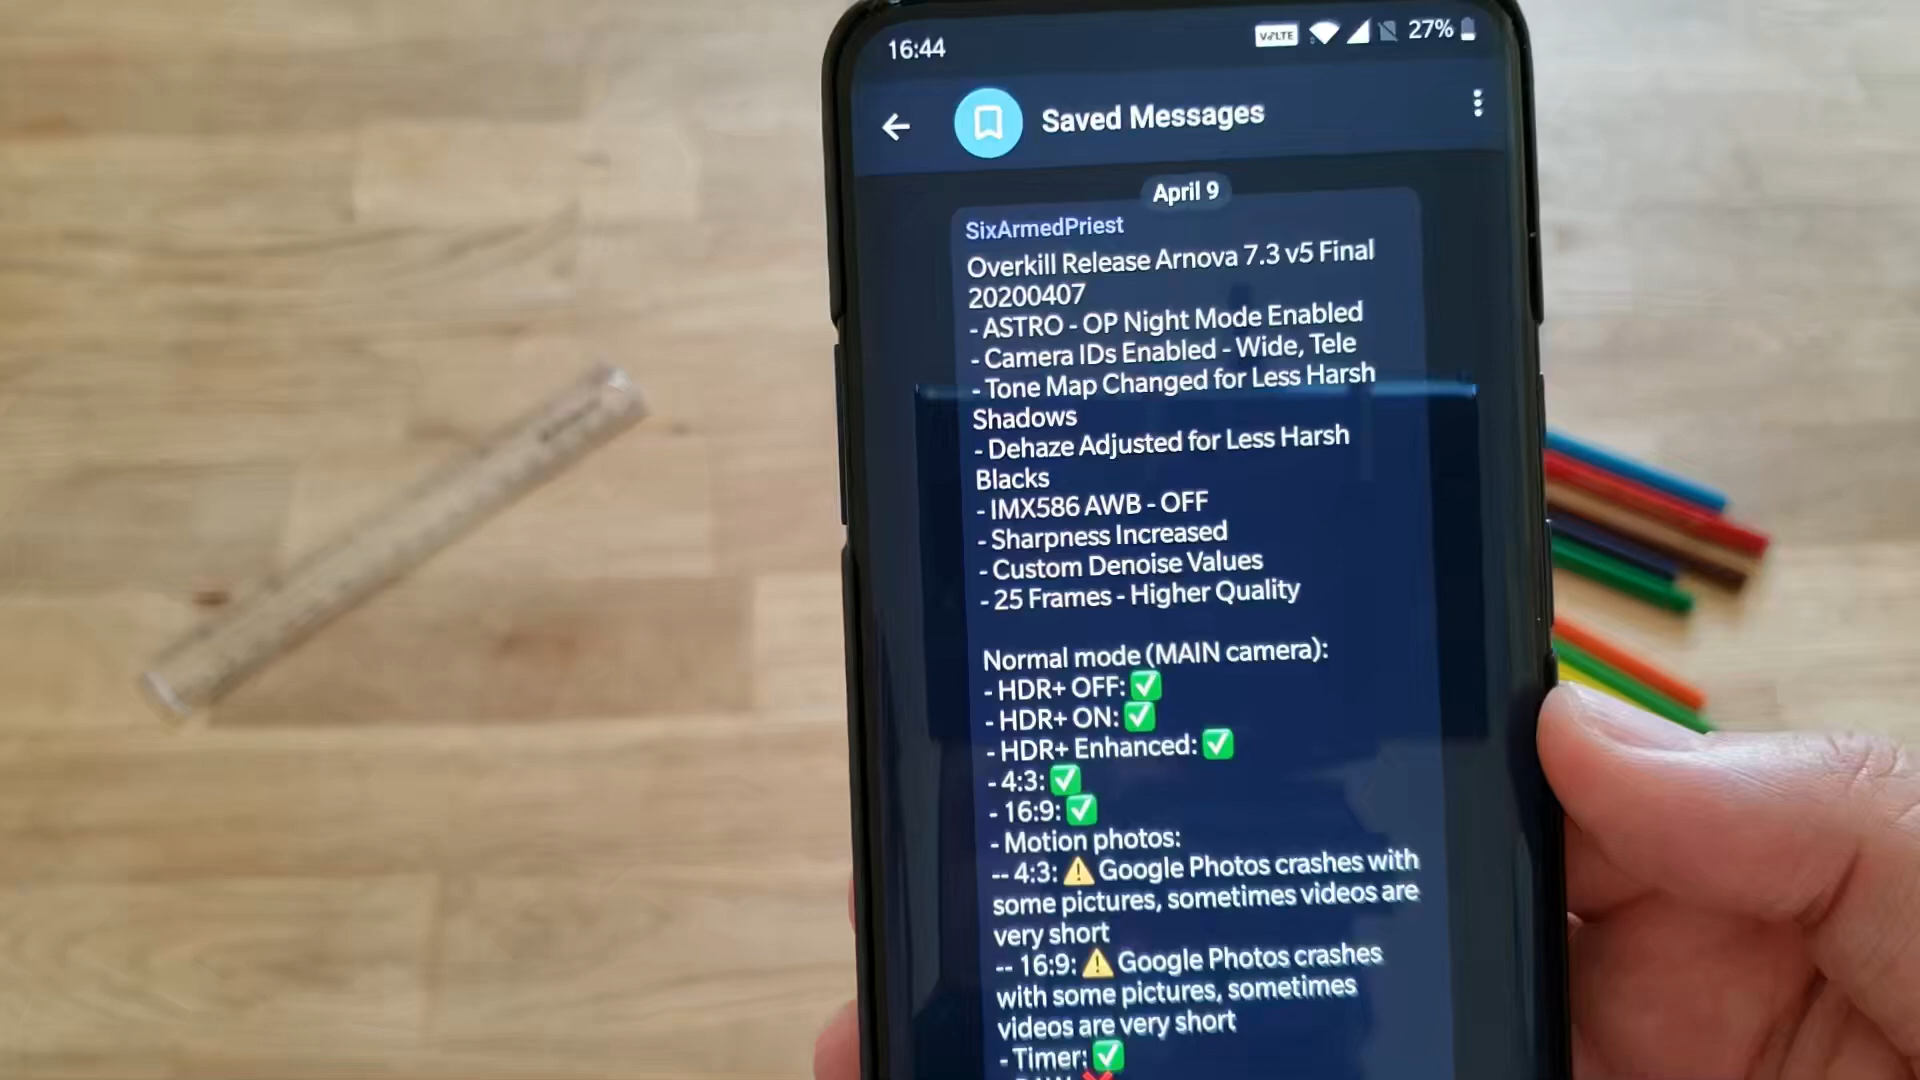 16:44
VoLTE
27%
Saved Messages
April 9
SixArmedPriest
Overkill Release Arnova 7.3 v5 Final
20200407
- ASTRO - OP Night Mode Enabled
- Camera IDs Enabled - Wide, Tele
- Tone Map Changed for Less Harsh
Shadows
- Dehaze Adjusted for Less Harsh
Blacks
- IMX586 AWB - OFF
- Sharpness Increased
- Custom Denoise Values
- 25 Frames - Higher Quality
Normal mode (MAIN camera):
- HDR+ OFF: ✅
- HDR+ ON: ✅
- HDR+ Enhanced: ✅
- 4:3: ✅
- 16:9: ✅
- Motion photos:
-- 4:3: ⚠️ Google Photos crashes with
some pictures, sometimes videos are
very short
-- 16:9: ⚠️ Google Photos crashes
with some pictures, sometimes
videos are very short
- Timer: ✅